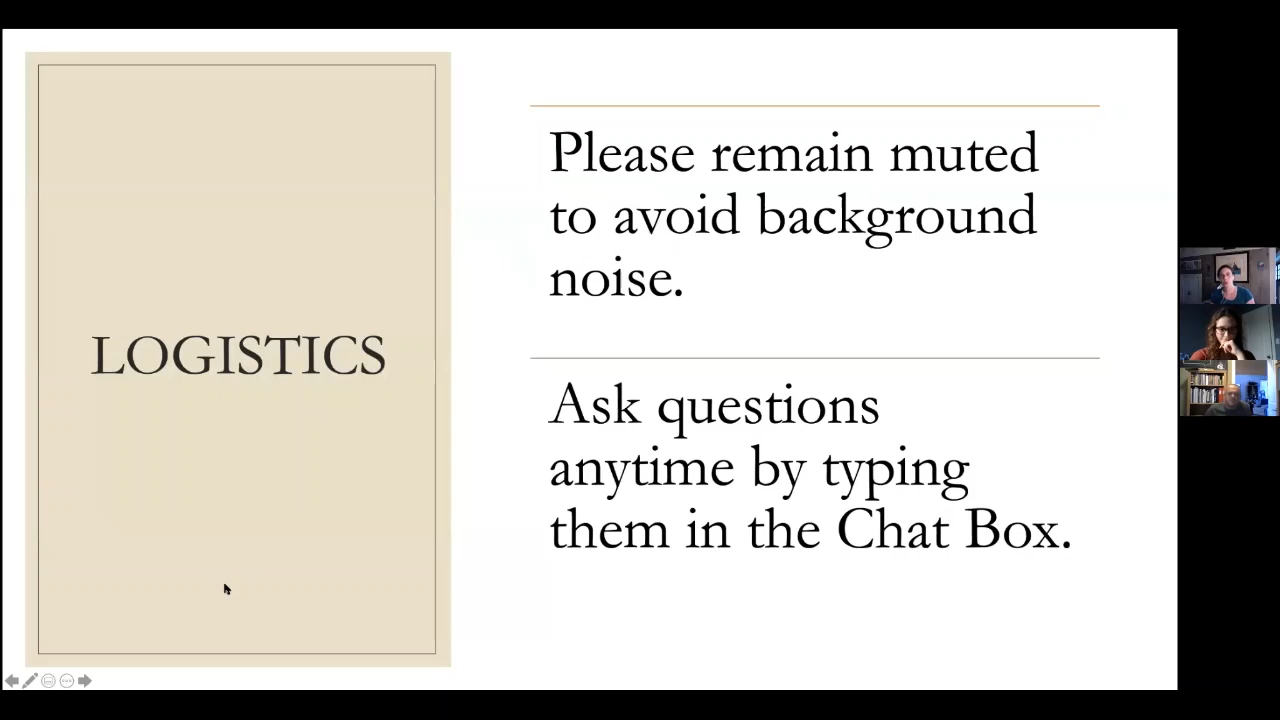 LOGISTICS
Please remain muted
to avoid background
noise.
Ask questions
anytime by typing
them in the Chat Box.